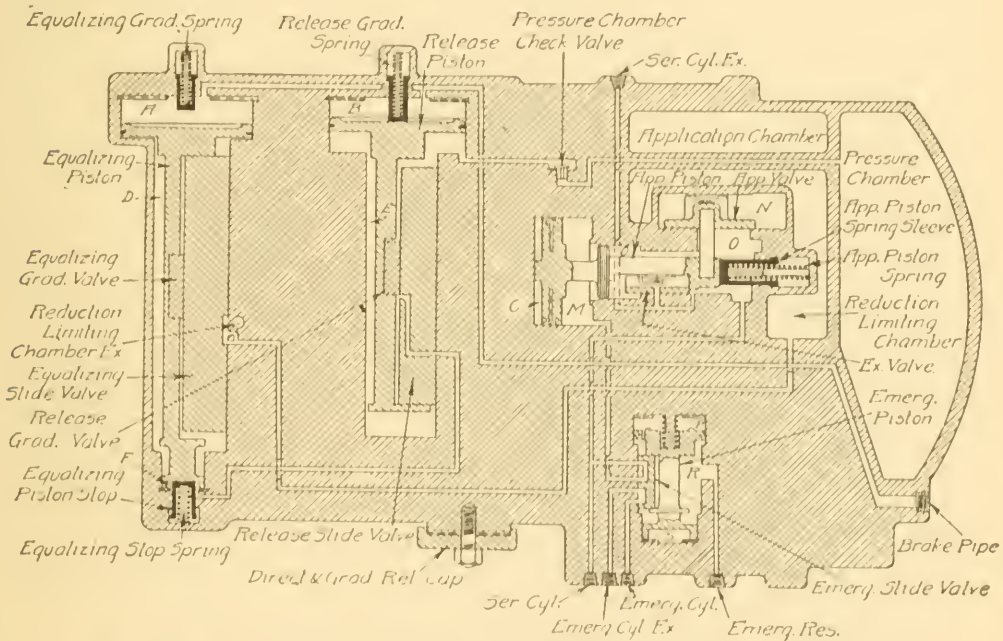 Equalizing Grad. Spring
Release Grad.
Spring
Release
Piston
Pressure Chamber
Check Valve
Ser. Cyl. Ex.
A
B
Application Chamber
Equalizing
Piston
D
App. Piston
App. Valve
N
Pressure
Chamber
App. Piston
Spring Sleeve
O
App. Piston
Spring
E
Equalizing
Grad. Valve
C
M
Reduction
Limiting
Chamber
Reduction
Limiting
Chamber Ex
Ex. Valve.
Equalizing
Slide Valve
Emerg.
Piston
Release
Grad. Valve
F
Equalizing
Piston Stop
R
Equalizing Stop Spring
Release Slide Valve
Brake Pipe
Direct & Grad Rel Cap
Emerg. Slide Valve
Ser Cyl.
Emerg. Cyl.
Emerg Cyl Ex
Emerg. Res.